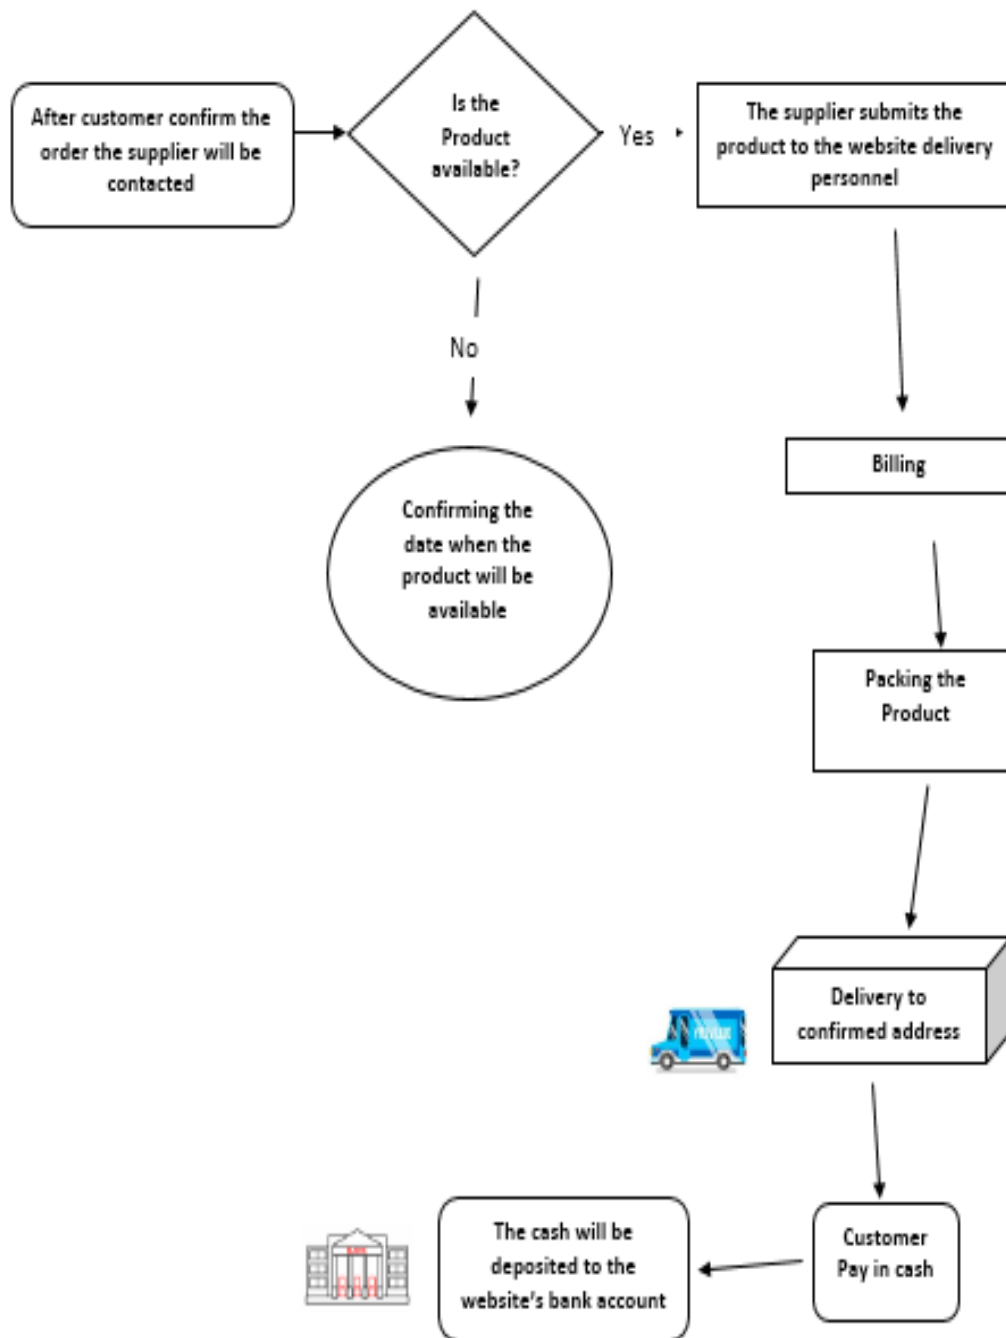 After customer confirm the
order the supplier will be
contacted
Is the
Product
available?
Yes
The supplier submits the
product to the website delivery
personnel
No
Confirming the
date when the
product will be
available
Billing
Packing the
Product
Delivery to
confirmed address
Customer
Pay in cash
The cash will be
deposited to the
website's bank account